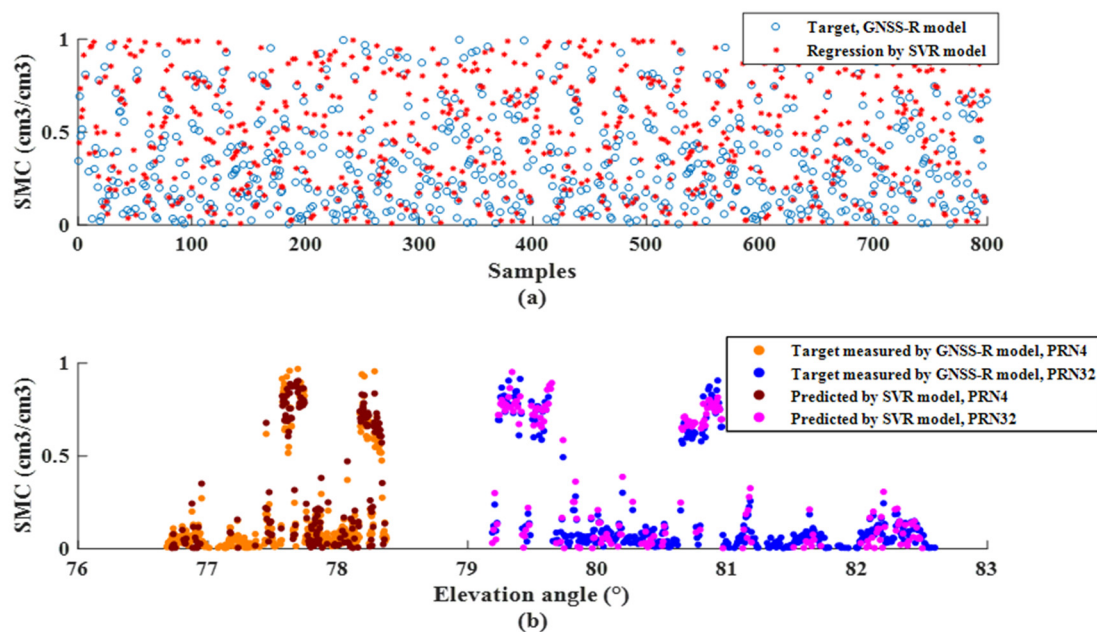 Target, GNSS-R model
Regression by SVR model
SMC (cm3/cm3)
1
0.5
0
0 100 200 300 400 500 600 700 800
Samples
(a)
Target measured by GNSS-R model, PRN4
Target measured by GNSS-R model, PRN32
Predicted by SVR model, PRN4
Predicted by SVR model, PRN32
SMC (cm3/cm3)
1
0.5
0
76 77 78 79 80 81 82 83
Elevation angle (°)
(b)